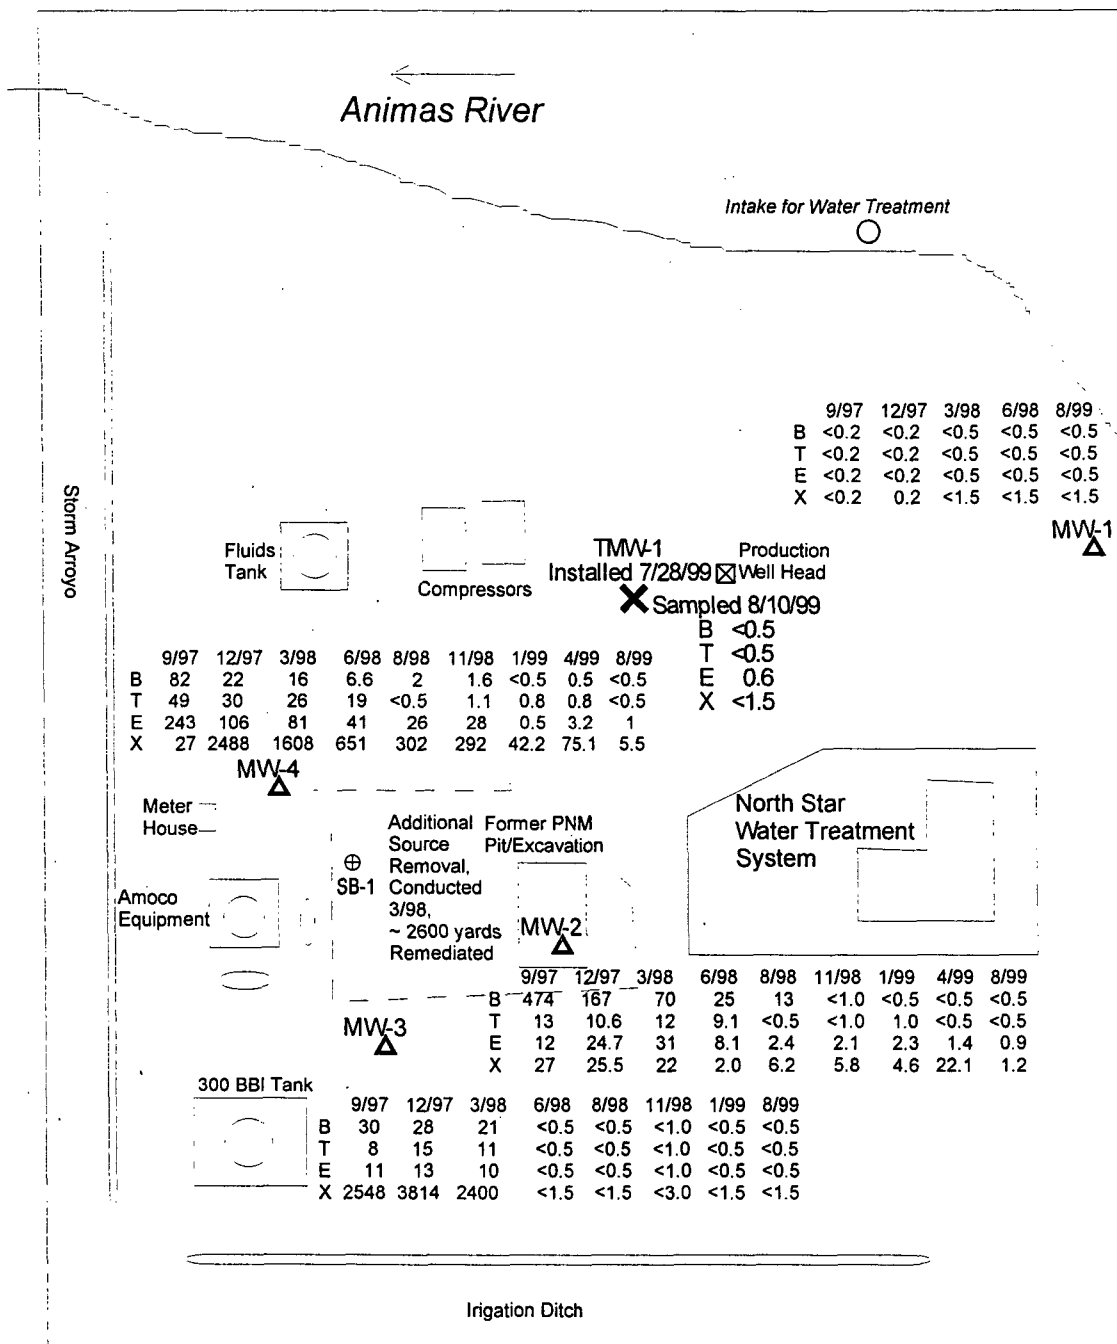 Animas River
Intake for Water Treatment
9/97 12/97 3/98 6/98 8/99
B <0.2 <0.2 <0.5 <0.5 <0.5
T <0.2 <0.2 <0.5 <0.5 <0.5
E <0.2 <0.2 <0.5 <0.5 <0.5
X <0.2 0.2 <1.5 <1.5 <1.5
MW-1
Storm Arroyo
Fluids
Tank
Compressors
TMW-1
Installed 7/28/99
Production
Well Head
Sampled 8/10/99
B <0.5
T <0.5
E 0.6
X <1.5
9/97 12/97 3/98 6/98 8/98 11/98 1/99 4/99 8/99
B 82 22 16 6.6 2 1.6 <0.5 0.5 <0.5
T 49 30 26 19 <0.5 1.1 0.8 0.8 <0.5
E 243 106 81 41 26 28 0.5 3.2 1
X 27 2488 1608 651 302 292 42.2 75.1 5.5
MW-4
Meter
House
Additional
Source
Removal,
Conducted
3/98,
~ 2600 yards
Remediated
Former PNM
Pit/Excavation
North Star
Water Treatment
System
SB-1
Amoco
Equipment
MW-2
9/97 12/97 3/98 6/98 8/98 11/98 1/99 4/99 8/99
B 474 167 70 25 13 <1.0 <0.5 <0.5 <0.5
T 13 10.6 12 9.1 <0.5 <1.0 1.0 <0.5 <0.5
E 12 24.7 31 8.1 2.4 2.1 2.3 1.4 0.9
X 27 25.5 22 2.0 6.2 5.8 4.6 22.1 1.2
MW-3
300 BBl Tank
9/97 12/97 3/98 6/98 8/98 11/98 1/99 8/99
B 30 28 21 <0.5 <0.5 <1.0 <0.5 <0.5
T 8 15 11 <0.5 <0.5 <1.0 <0.5 <0.5
E 11 13 10 <0.5 <0.5 <1.0 <0.5 <0.5
X 2548 3814 2400 <1.5 <1.5 <3.0 <1.5 <1.5
Irigation Ditch